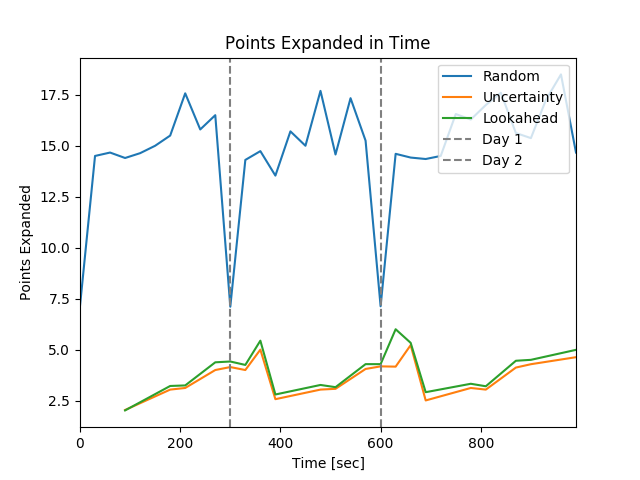 Points Expanded in Time
Points Expanded
17.5
15.0
12.5
10.0
7.5
5.0
2.5
Random
Uncertainty
Lookahead
Day 1
Day 2
0 200 400 600 800
Time [sec]